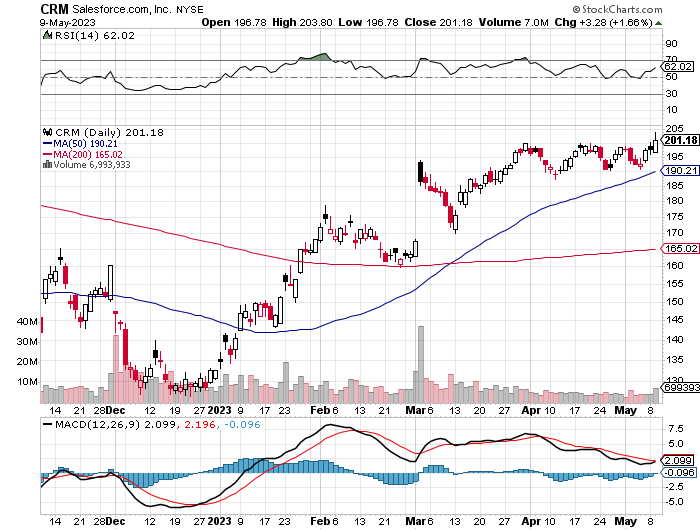 CRM Salesforce.com, Inc. NYSE © StockCharts.com
9-May-2023 Open 196.78 High 203.80 Low 196.78 Close 201.18 Volume 7.0M Chg +3.28 (+1.66%)
RSI(14) 62.02
90
70
62.02
50
30
10
CRM (Daily) 201.18
MA(50) 190.21
MA(200) 165.02
Volume 6,993,933
205
201.18
195
190.21
185
180
175
170
165.02
160
155
150
145
140
135
130
6993933
40M
30M
20M
10M
14 21 28 Dec 12 19 27 2023 9 17 23 Feb 6 13 21 Mar 6 13 20 27 Apr 10 17 24 May 8
MACD(12,26,9) 2.099, 2.196, -0.096
7.5
5.0
2.099
-0.096
-2.5
-5.0
14 21 28 Dec 12 19 27 2023 9 17 23 Feb 6 13 21 Mar 6 13 20 27 Apr 10 17 24 May 8